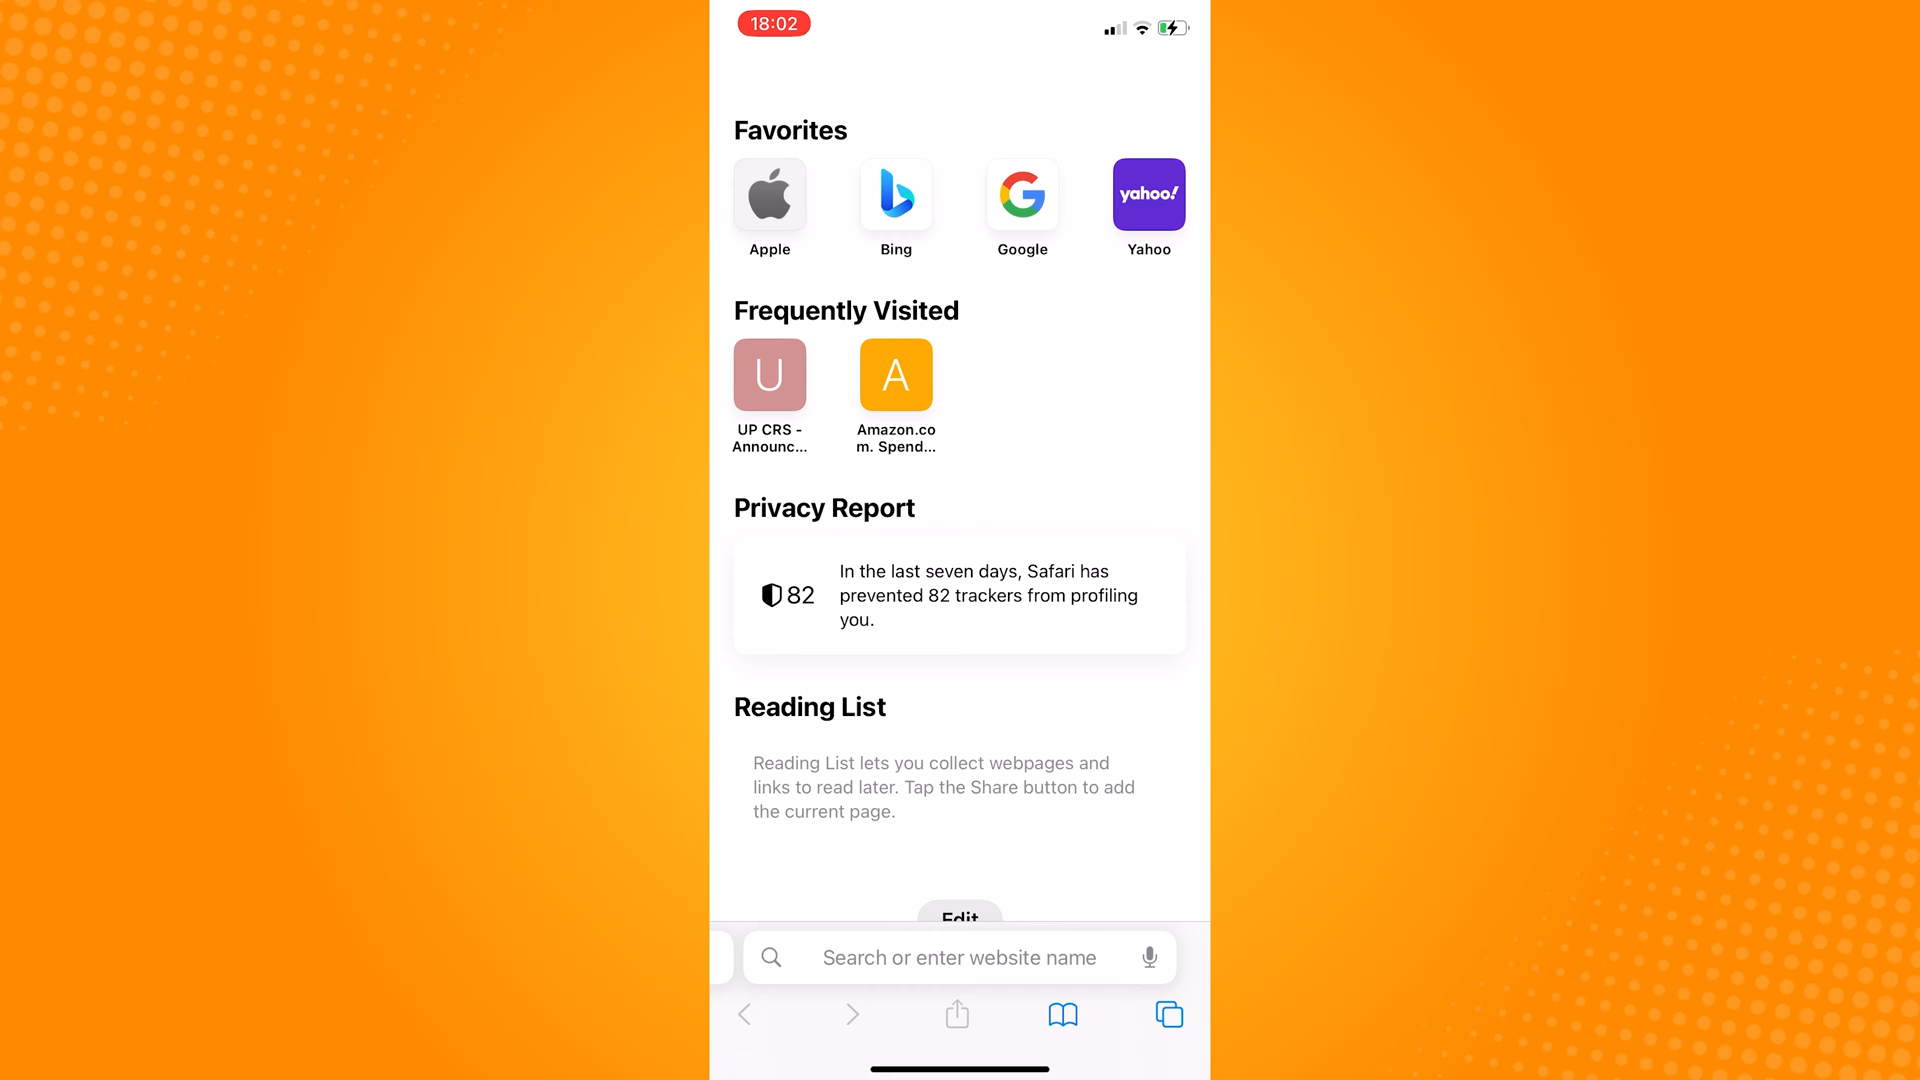 18:02
Favorites
yahoo!
Apple
Bing
Google
Yahoo
Frequently Visited
U
A
UP CRS -
Announc...
Amazon.co
m. Spend...
Privacy Report
82
In the last seven days, Safari has
prevented 82 trackers from profiling
you.
Reading List
Reading List lets you collect webpages and
links to read later. Tap the Share button to add
the current page.
Edit
Search or enter website name